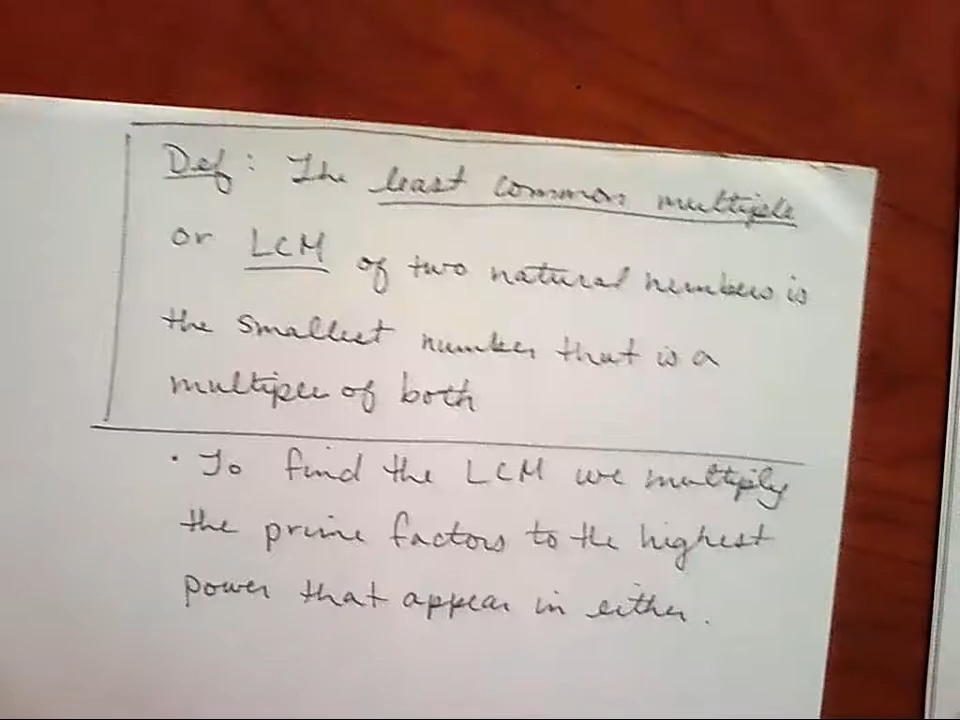 Def: The least common multiple
or LCM of two natural numbers is
the smallest number that is a
multiple of both
• To find the LCM we multiply
the prime factors to the highest
power that appear in either.